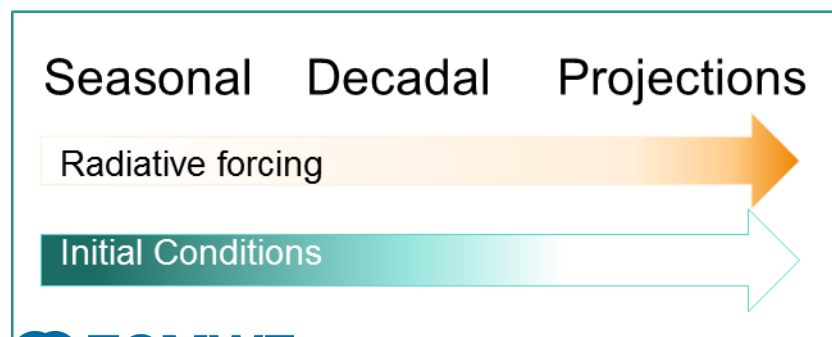 Seasonal Decadal Projections
Radiative forcing
Initial Conditions